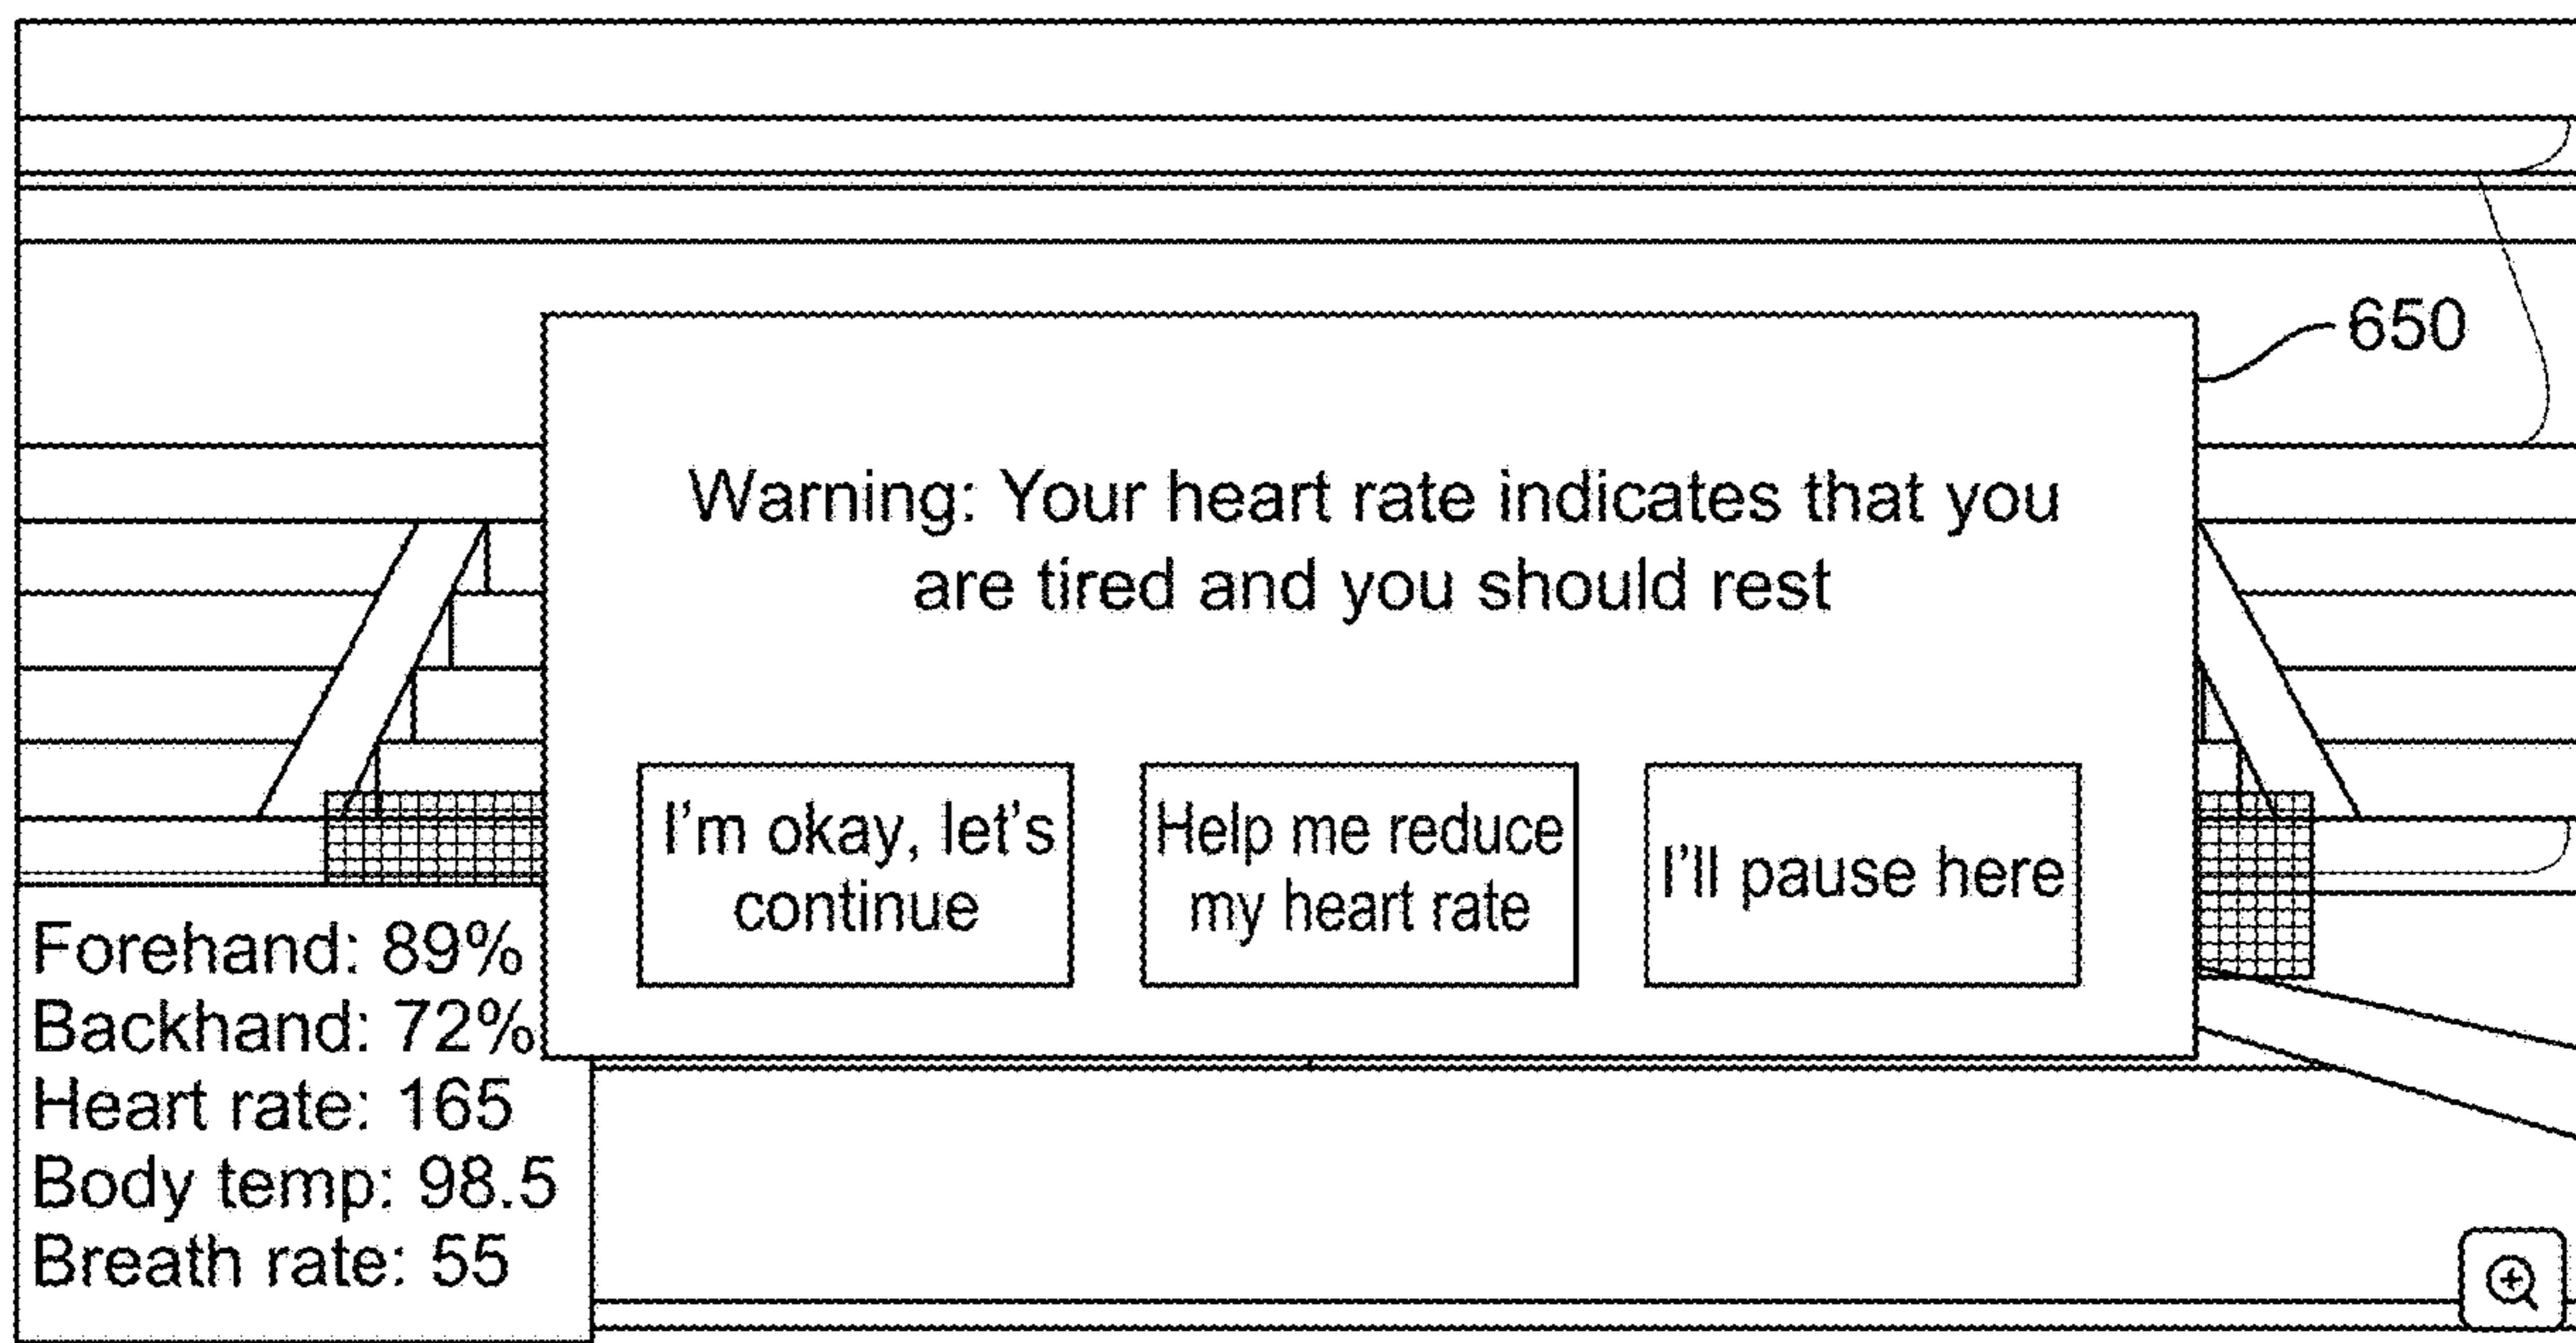 650
Warning: Your heart rate indicates that you
are tired and you should rest
I'm okay, let's
continue
Help me reduce
my heart rate
I'll pause here
Forehand: 89%
Backhand: 72%
Heart rate: 165
Body temp: 98.5
Breath rate: 55